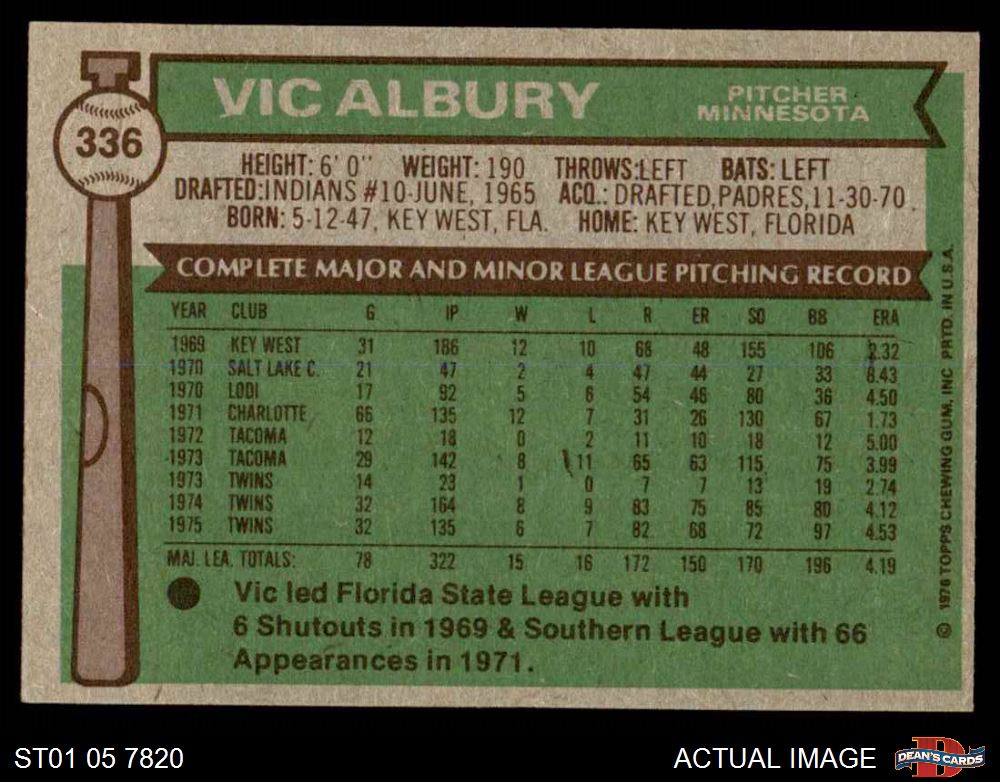 VIC ALBURY
PITCHER
MINNESOTA
336
HEIGHT: 6' 0" WEIGHT: 190 THROWS: LEFT BATS: LEFT
DRAFTED: INDIANS #10-JUNE, 1965 ACQ.: DRAFTED, PADRES, 11-30-70.
BORN: 5-12-47, KEY WEST, FLA. HOME: KEY WEST, FLORIDA
COMPLETE MAJOR AND MINOR LEAGUE PITCHING RECORD
YEAR CLUB G IP W L R ER SO BB ERA
1969 KEY WEST 31 186 12 10 68 48 155 106 2.32
1970 SALT LAKE C. 21 47 2 4 47 44 27 33 8.43
1970 LODI 17 92 5 6 54 46 80 36 4.50
1971 CHARLOTTE 66 135 12 7 31 26 130 67 1.73
1972 TACOMA 12 18 0 2 11 10 18 12 5.00
1973 TACOMA 29 142 8 11 65 63 115 75 3.99
1973 TWINS 14 23 1 0 7 7 13 19 2.74
1974 TWINS 32 164 8 9 83 75 85 80 4.12
1975 TWINS 32 135 6 7 82 68 72 97 4.53
MAJ. LEA. TOTALS: 78 322 15 16 172 150 170 196 4.19
Vic led Florida State League with
6 Shutouts in 1969 & Southern League with 66
Appearances in 1971.
© 1976 TOPPS CHEWING GUM, INC PRTD. IN U.S.A.
ST01 05 7820
ACTUAL IMAGE
D
DEAN'S CARDS